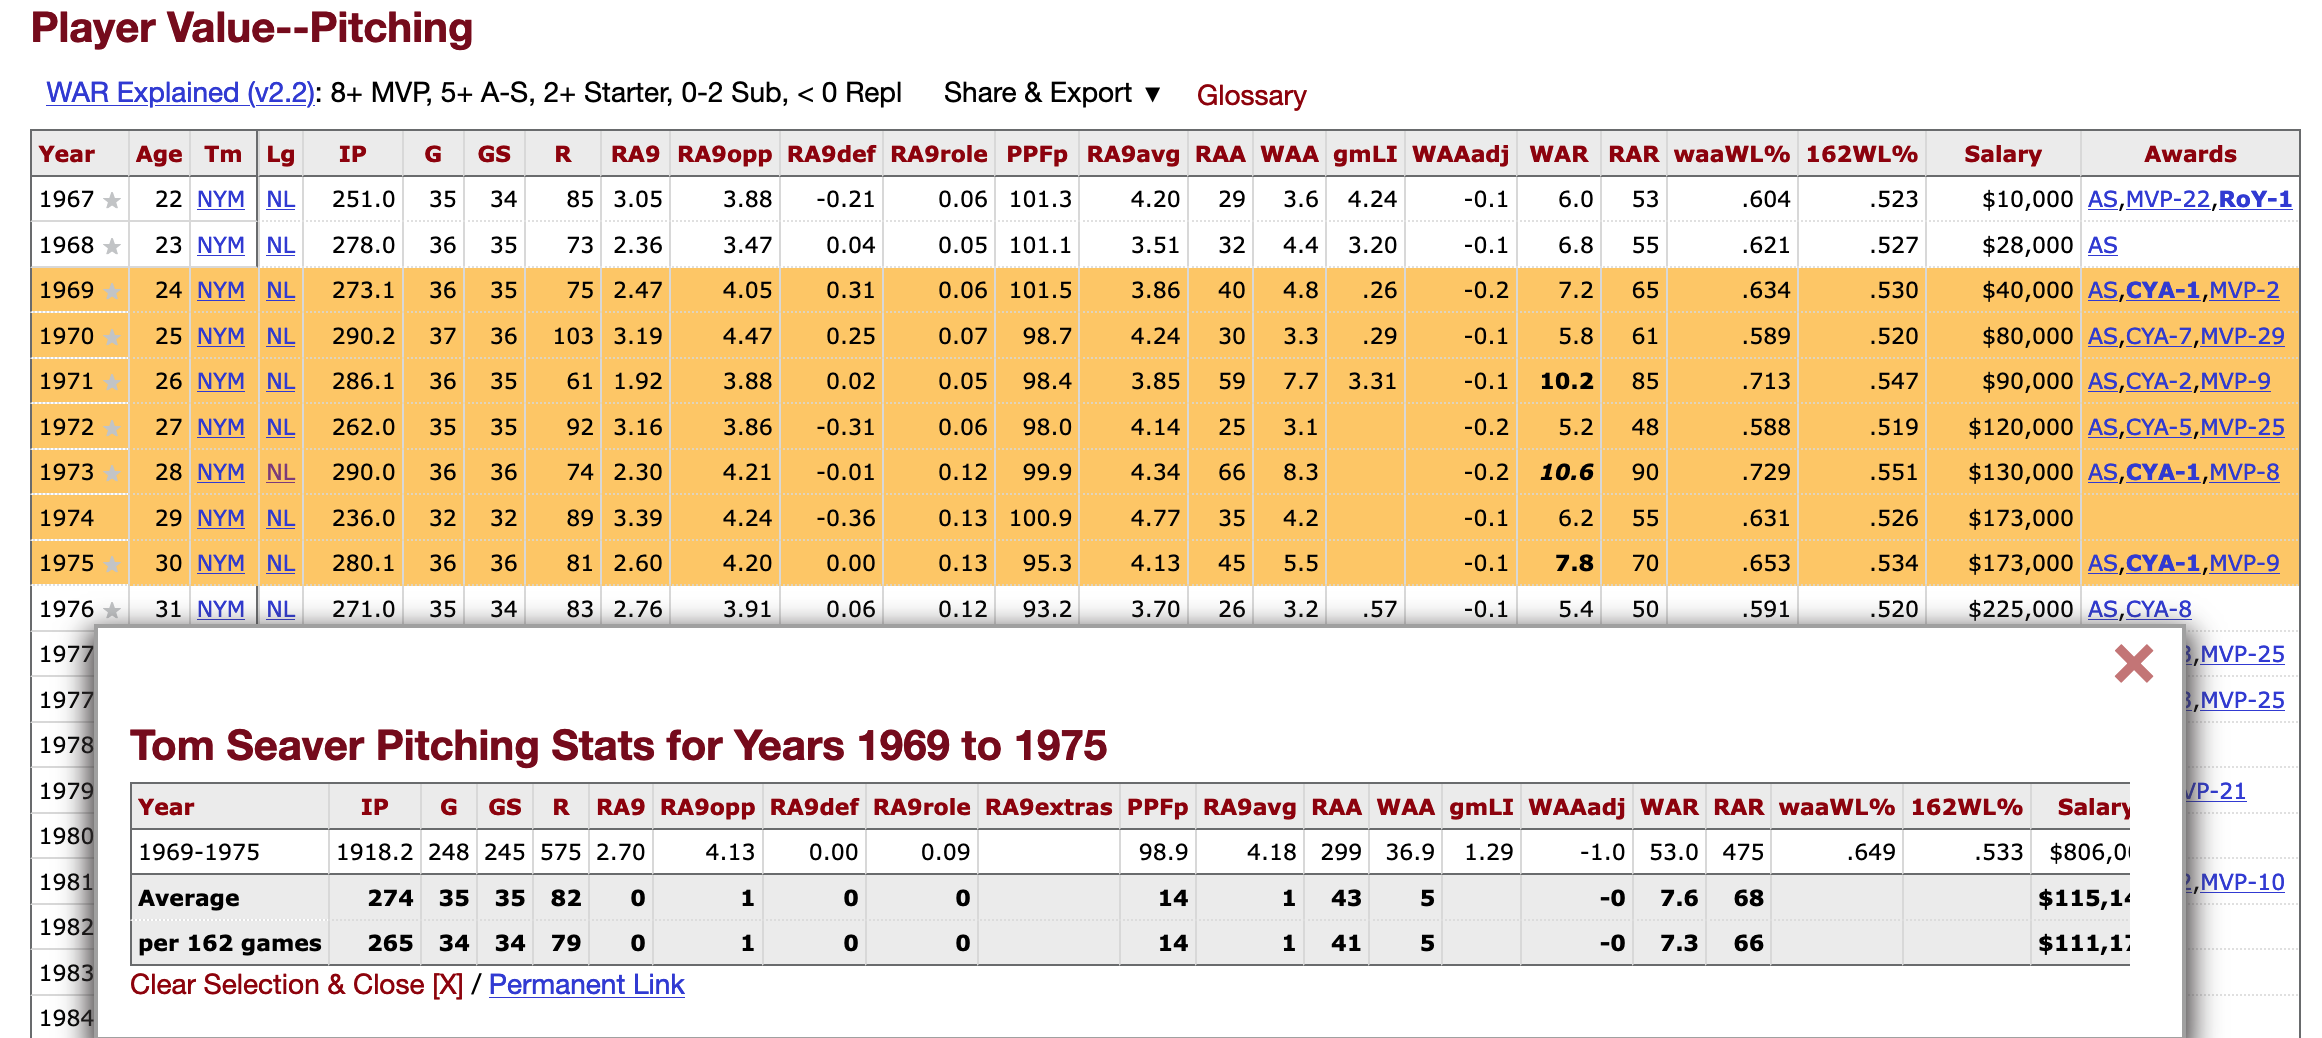 Player Value--Pitching
WAR Explained (v2.2): 8+ MVP, 5+ A-S, 2+ Starter, 0-2 Sub, < 0 Repl Share & Export ▼ Glossary
Year Age Tm Lg IP G GS R RA9 RA9opp RA9def RA9role PPFp RA9avg RAA WAA gmLI WAAadj WAR RAR waaWL% 162WL% Salary Awards
1967 ★ 22 NYM NL 251.0 35 34 85 3.05 3.88 -0.21 0.06 101.3 4.20 29 3.6 4.24 -0.1 6.0 53 .604 .523 $10,000 AS,MVP-22,RoY-1
1968 ★ 23 NYM NL 278.0 36 35 73 2.36 3.47 0.04 0.05 101.1 3.51 32 4.4 3.20 -0.1 6.8 55 .621 .527 $28,000 AS
1969 ★ 24 NYM NL 273.1 36 35 75 2.47 4.05 0.31 0.06 101.5 3.86 40 4.8 .26 -0.2 7.2 65 .634 .530 $40,000 AS,CYA-1,MVP-2
1970 ★ 25 NYM NL 290.2 37 36 103 3.19 4.47 0.25 0.07 98.7 4.24 30 3.3 .29 -0.1 5.8 61 .589 .520 $80,000 AS,CYA-7,MVP-29
1971 ★ 26 NYM NL 286.1 36 35 61 1.92 3.88 0.02 0.05 98.4 3.85 59 7.7 3.31 -0.1 10.2 85 .713 .547 $90,000 AS,CYA-2,MVP-9
1972 ★ 27 NYM NL 262.0 35 35 92 3.16 3.86 -0.31 0.06 98.0 4.14 25 3.1 -0.2 5.2 48 .588 .519 $120,000 AS,CYA-5,MVP-25
1973 ★ 28 NYM NL 290.0 36 36 74 2.30 4.21 -0.01 0.12 99.9 4.34 66 8.3 -0.2 10.6 90 .729 .551 $130,000 AS,CYA-1,MVP-8
1974 29 NYM NL 236.0 32 32 89 3.39 4.24 -0.36 0.13 100.9 4.77 35 4.2 -0.1 6.2 55 .631 .526 $173,000
1975 ★ 30 NYM NL 280.1 36 36 81 2.60 4.20 0.00 0.13 95.3 4.13 45 5.5 -0.1 7.8 70 .653 .534 $173,000 AS,CYA-1,MVP-9
1976 ★ 31 NYM NL 271.0 35 34 83 2.76 3.91 0.06 0.12 93.2 3.70 26 3.2 .57 -0.1 5.4 50 .591 .520 $225,000 AS,CYA-8
1977 ,MVP-25
1977 ,MVP-25
1978
1979 VP-21
1980
1981 ,MVP-10
1982
1983
1984
Tom Seaver Pitching Stats for Years 1969 to 1975
Year IP G GS R RA9 RA9opp RA9def RA9role RA9extras PPFp RA9avg RAA WAA gmLI WAAadj WAR RAR waaWL% 162WL% Salary
1969-1975 1918.2 248 245 575 2.70 4.13 0.00 0.09 98.9 4.18 299 36.9 1.29 -1.0 53.0 475 .649 .533 $806,0
Average 274 35 35 82 0 1 0 0 14 1 43 5 -0 7.6 68 $115,14
per 162 games 265 34 34 79 0 1 0 0 14 1 41 5 -0 7.3 66 $111,17
Clear Selection & Close [X] / Permanent Link